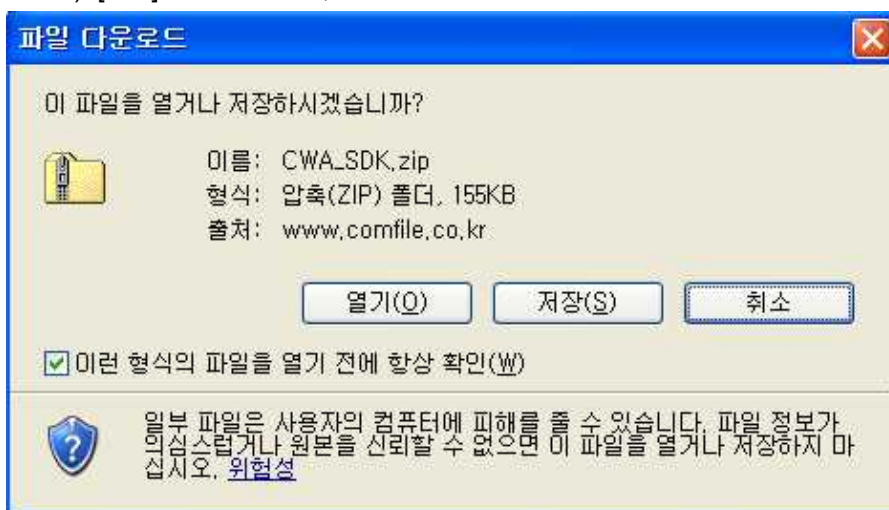 파일 다운로드
이 파일을 열거나 저장하시겠습니까?
이름: CWA_SDK.zip
형식: 압축(ZIP) 폴더, 155KB
출처: www.comfile.co.kr
열기(O) 저장(S) 취소
이런 형식의 파일을 열기 전에 항상 확인(W)
일부 파일은 사용자의 컴퓨터에 피해를 줄 수 있습니다. 파일 정보가
의심스럽거나 원본을 신뢰할 수 없으면 이 파일을 열거나 저장하지 마
십시오. 위험성